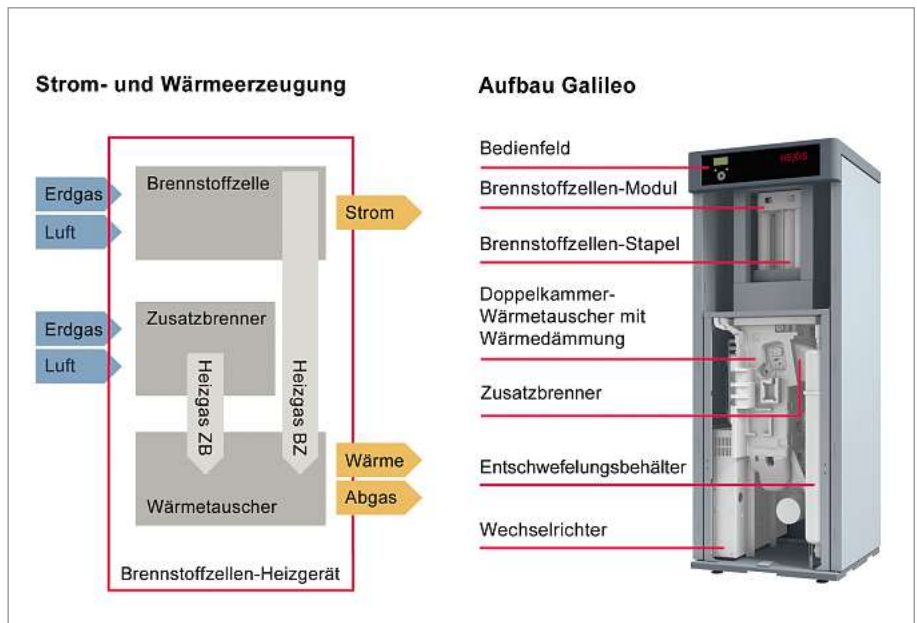 Strom- und Wärmeerzeugung
Erdgas
Luft
Brennstoffzelle
Strom
Erdgas
Luft
Zusatzbrenner
Heizgas ZB
Heizgas BZ
Wärmetauscher
Wärme
Abgas
Brennstoffzellen-Heizgerät
Aufbau Galileo
Bedienfeld
Brennstoffzellen-Modul
Brennstoffzellen-Stapel
Doppelkammer-
Wärmetauscher mit
Wärmedämmung
Zusatzbrenner
Entschwefelungsbehälter
Wechselrichter
HEXIS